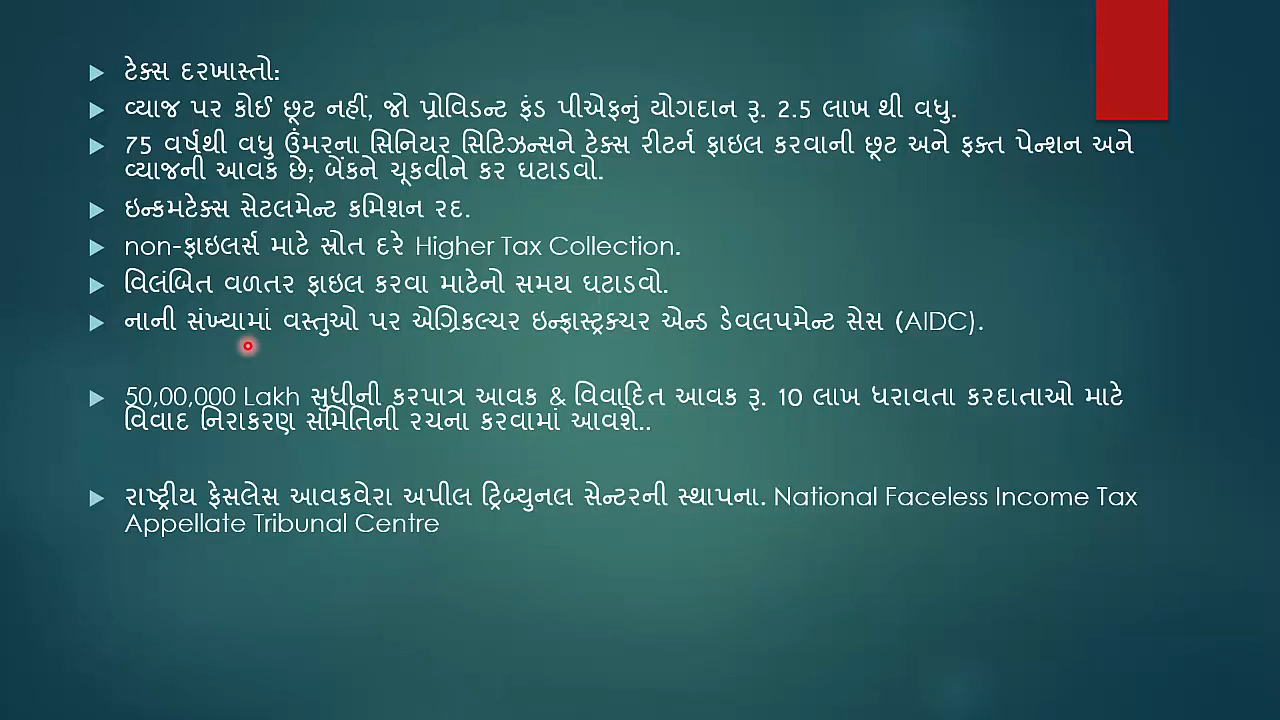 ટેક્સ દરખાસ્તો:
વ્યાજ પર કોઈ છૂટ નહીં, જો પ્રોવિડન્ટ ફંડ પીએફનું યોગદાન રૂ. 2.5 લાખ થી વધુ.
75 વર્ષથી વધુ ઉંમરના સિનિયર સિટિઝન્સને ટેક્સ રીટર્ન ફાઇલ કરવાની છૂટ અને ફક્ત પેન્શન અને
વ્યાજની આવક છે; બેંકને ચૂકવીને કર ઘટાડવો.
ઇન્કમટેક્સ સેટલમેન્ટ કમિશન રદ.
non-ફાઇલર્સ માટે સ્રોત દરે Higher Tax Collection.
વિલંબિત વળતર ફાઇલ કરવા માટેનો સમય ઘટાડવો.
નાની સંખ્યામાં વસ્તુઓ પર એગ્રિકલ્ચર ઇન્ફ્રાસ્ટ્રક્ચર એન્ડ ડેવલપમેન્ટ સેસ (AIDC).
50,00,000 Lakh સુધીની કરપાત્ર આવક & વિવાદિત આવક રૂ. 10 લાખ ધરાવતા કરદાતાઓ માટે
વિવાદ નિરાકરણ સમિતિની રચના કરવામાં આવશે..
રાષ્ટ્રીય ફેસલેસ આવકવેરા અપીલ ટ્રિબ્યુનલ સેન્ટરની સ્થાપના. National Faceless Income Tax
Appellate Tribunal Centre